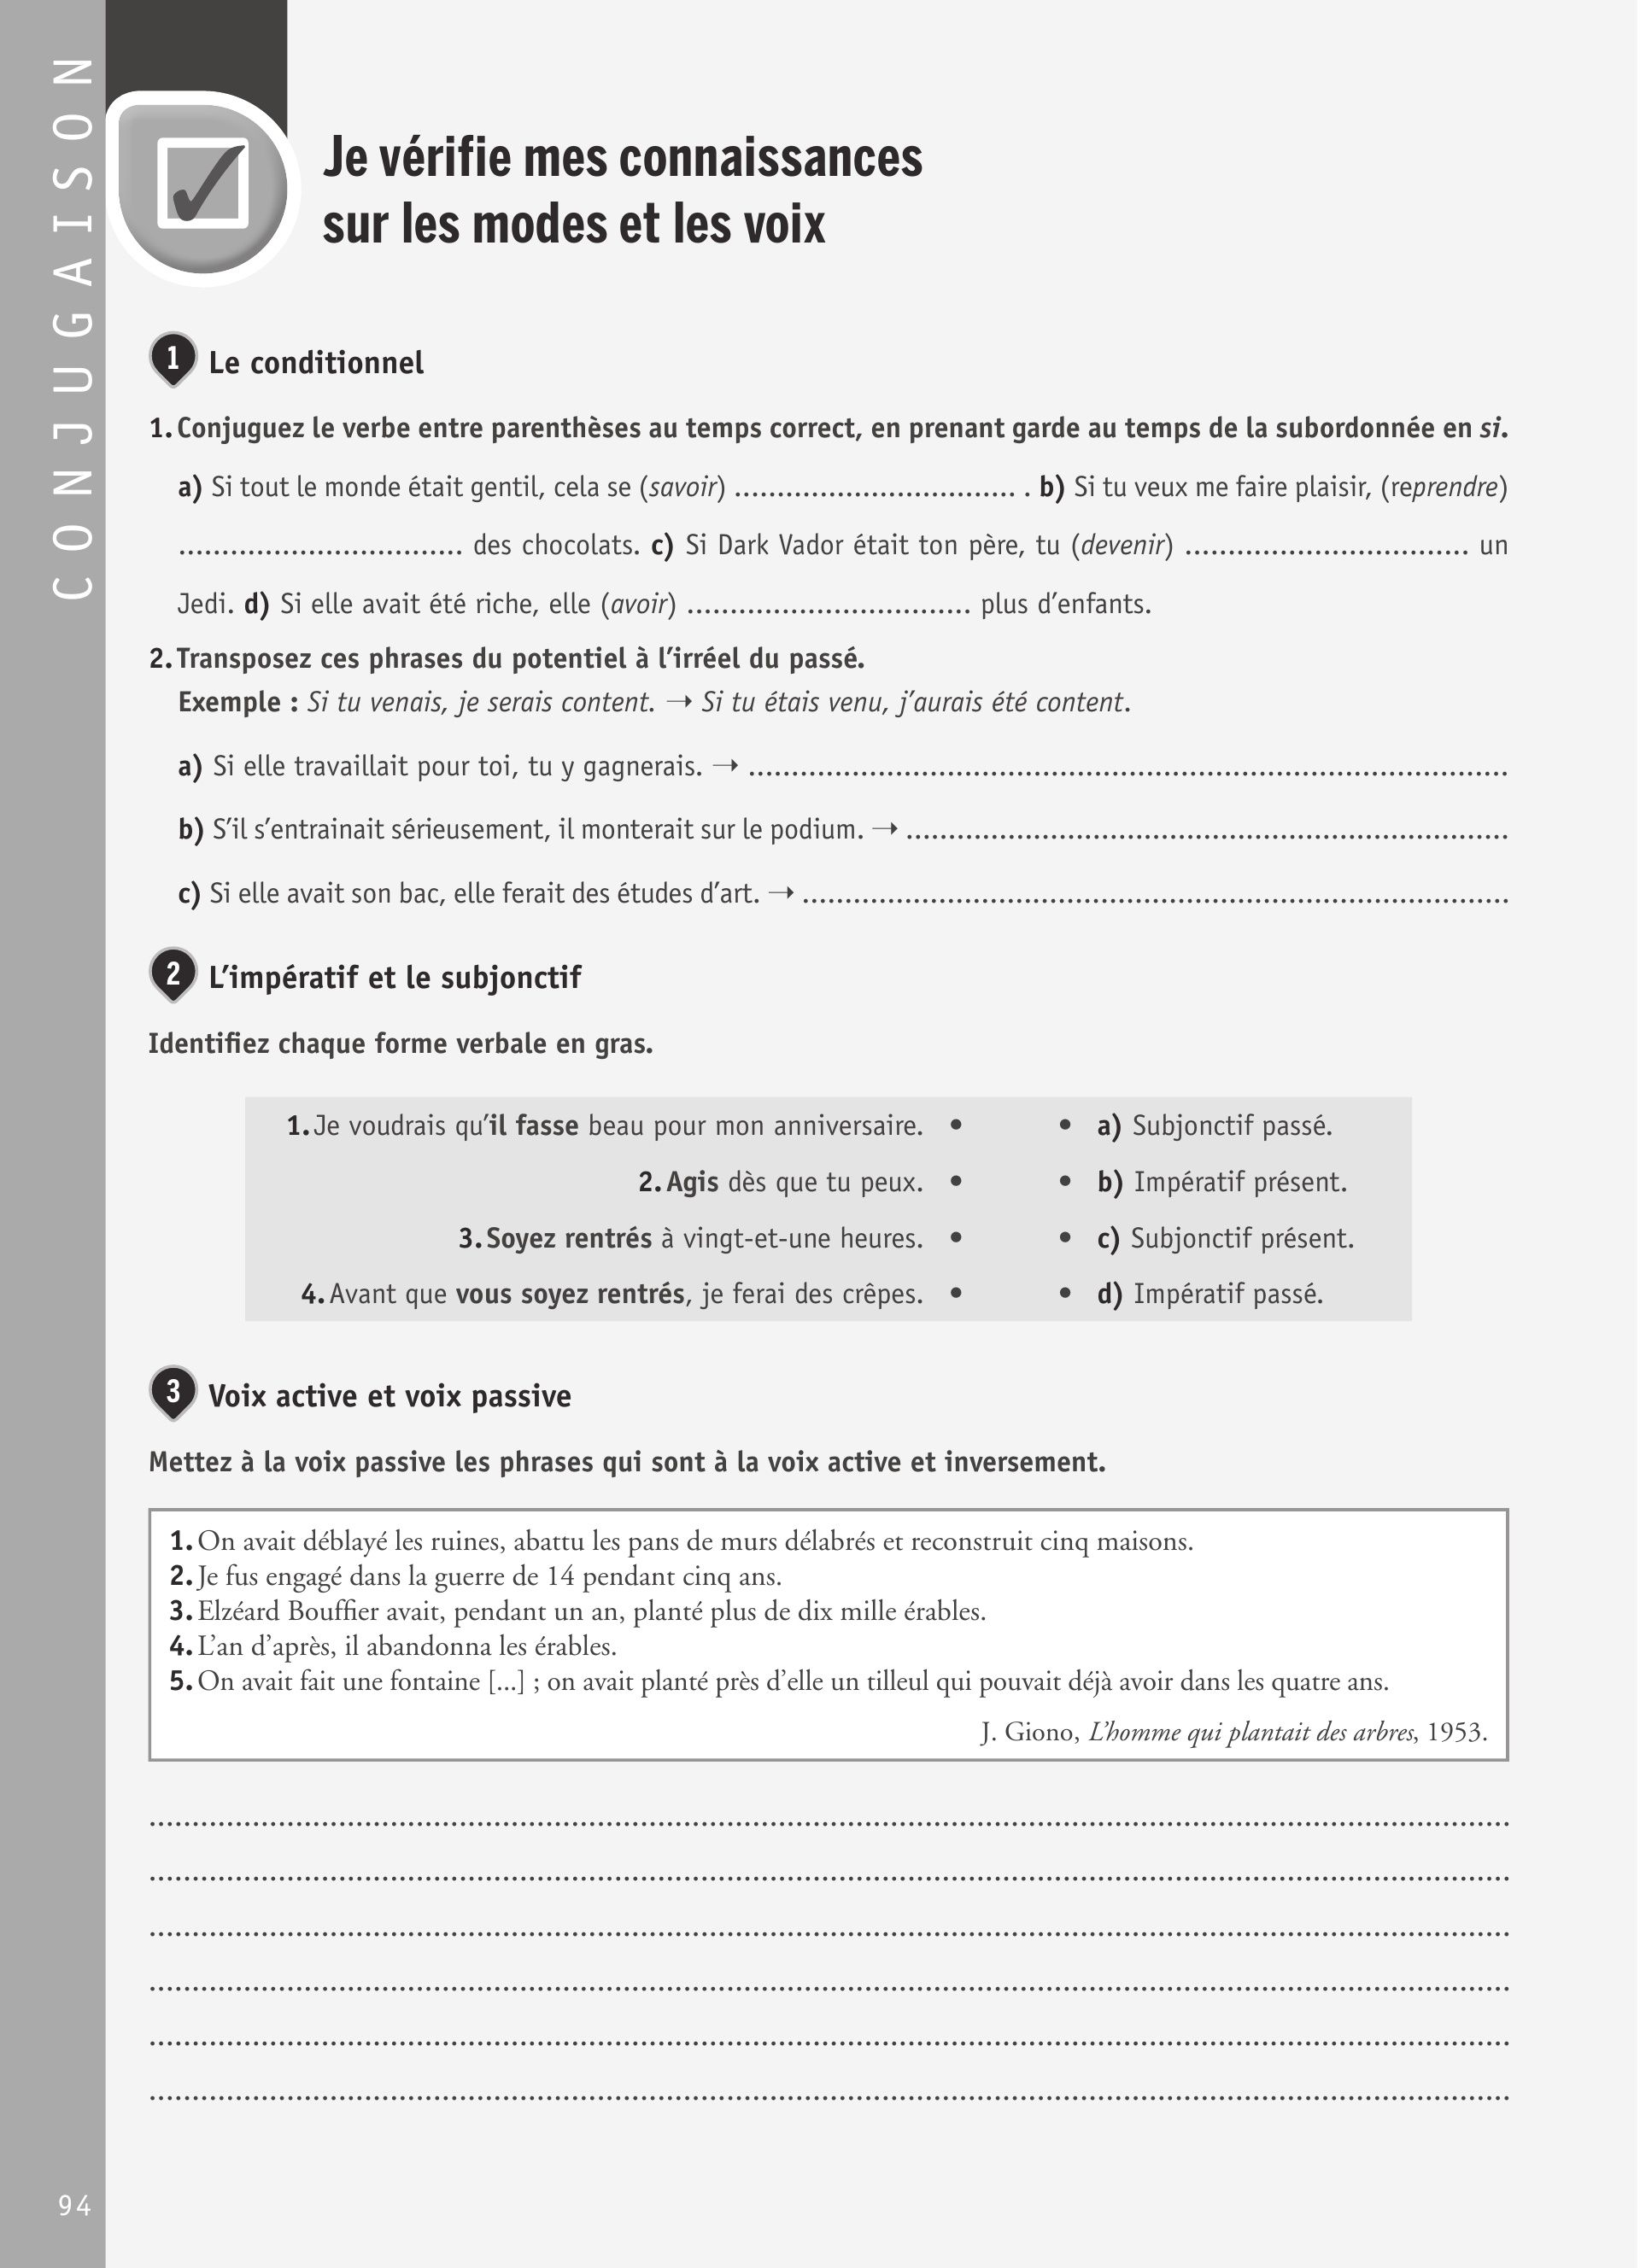 CONJUGAISON
Je vérifie mes connaissances
sur les modes et les voix
1 Le conditionnel
1. Conjuguez le verbe entre parenthèses au temps correct, en prenant garde au temps de la subordonnée en si.
a) Si tout le monde était gentil, cela se (savoir) ................................. . b) Si tu veux me faire plaisir, (reprendre)
................................. des chocolats. c) Si Dark Vador était ton père, tu (devenir) ................................. un
Jedi. d) Si elle avait été riche, elle (avoir) ................................. plus d’enfants.
2. Transposez ces phrases du potentiel à l’irréel du passé.
Exemple : Si tu venais, je serais content. → Si tu étais venu, j’aurais été content.
a) Si elle travaillait pour toi, tu y gagnerais. → .................................
b) S’il s’entrainait sérieusement, il monterait sur le podium. → .................................
c) Si elle avait son bac, elle ferait des études d’art. → .................................
2 L’impératif et le subjonctif
Identifiez chaque forme verbale en gras.
1. Je voudrais qu’il fasse beau pour mon anniversaire. • • a) Subjonctif passé.
2. Agis dès que tu peux. • • b) Impératif présent.
3. Soyez rentrés à vingt-et-une heures. • • c) Subjonctif présent.
4. Avant que vous soyez rentrés, je ferai des crêpes. • • d) Impératif passé.
3 Voix active et voix passive
Mettez à la voix passive les phrases qui sont à la voix active et inversement.
1. On avait déblayé les ruines, abattu les pans de murs délabrés et reconstruit cinq maisons.
2. Je fus engagé dans la guerre de 14 pendant cinq ans.
3. Elzéard Bouffier avait, pendant un an, planté plus de dix mille érables.
4. L’an d’après, il abandonna les érables.
5. On avait fait une fontaine [...] ; on avait planté près d’elle un tilleul qui pouvait déjà avoir dans les quatre ans.
J. Giono, L’homme qui plantait des arbres, 1953.
94